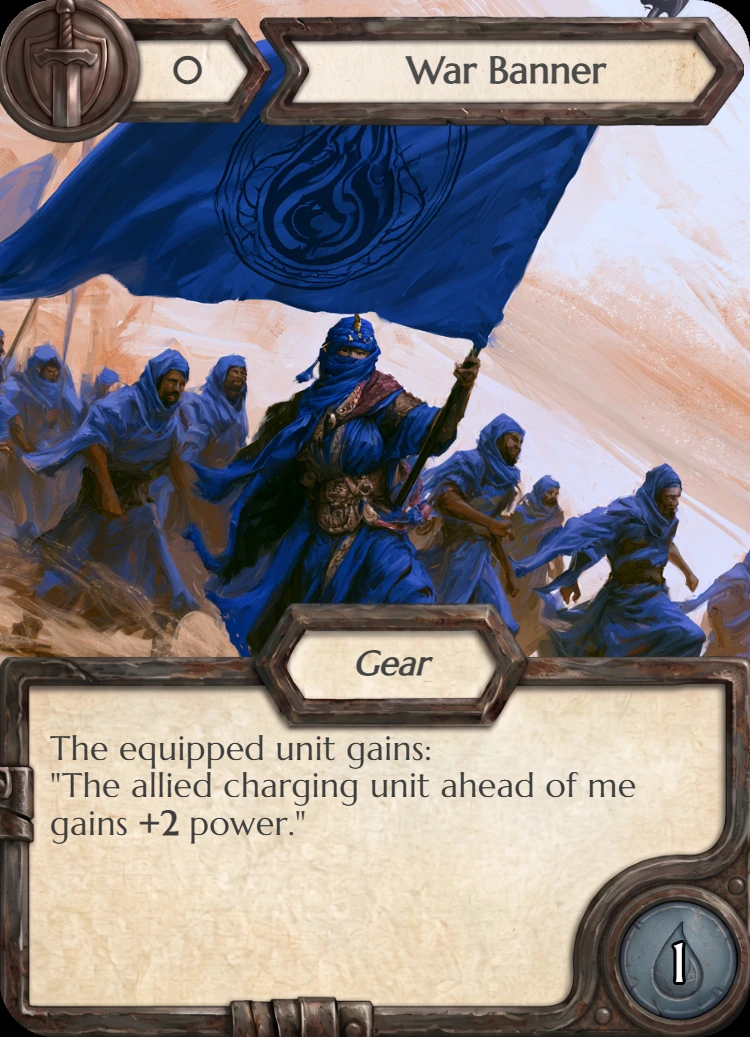 0
War Banner
Gear
The equipped unit gains:
"The allied charging unit ahead of me
gains +2 power."
1